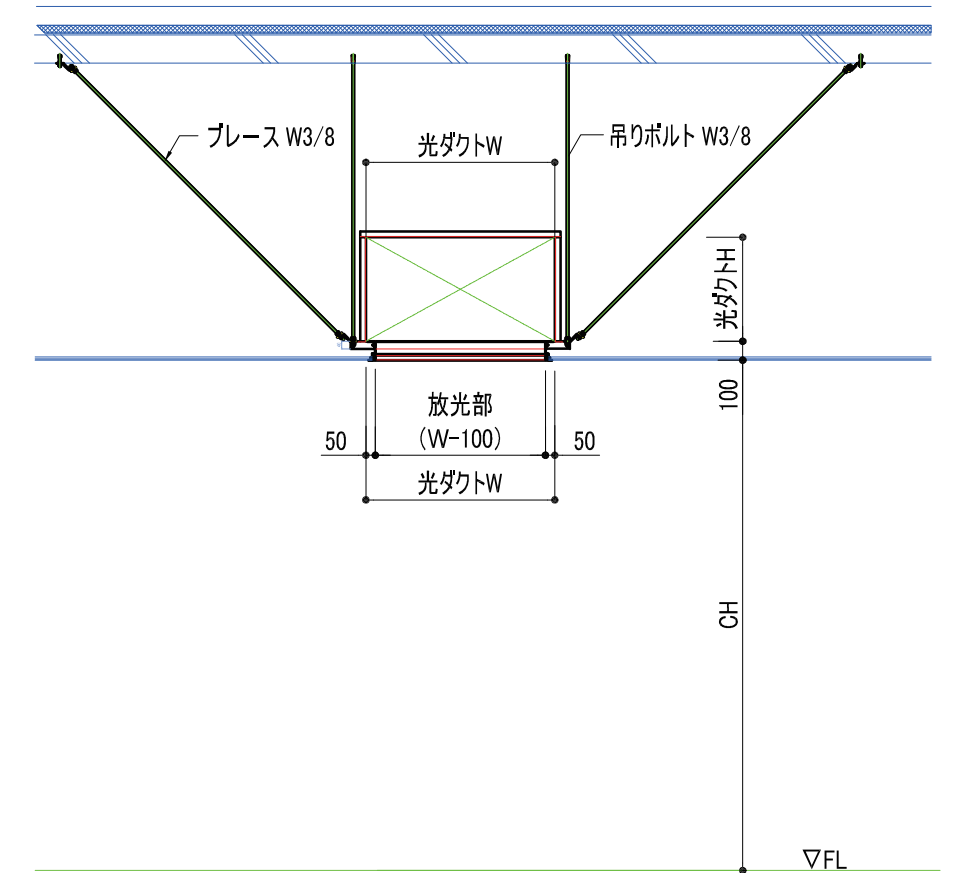 ブレース W3/8
光ダクトW
吊りボルト W3/8
光ダクトH
100
放光部
(W-100)
50
50
光ダクトW
CH
▽FL